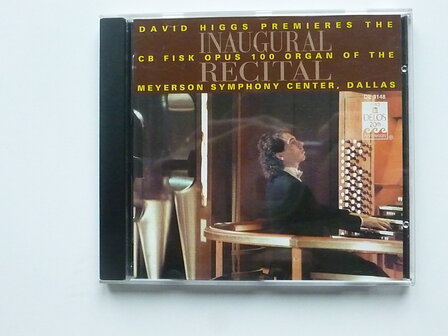 DAVID HIGGS PREMIERES THE
INAUGURAL
CB FISK OPUS 100 ORGAN OF THE
RECITAL
MEYERSON SYMPHONY CENTER, DALLAS
DE 3148
DELOS
20th